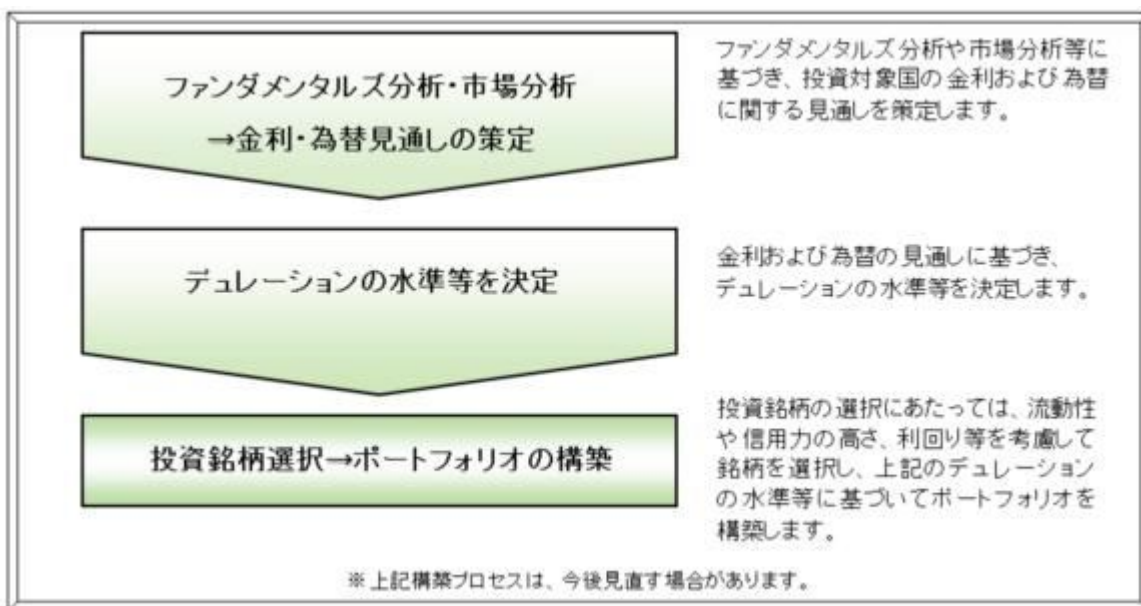 ファンダメンタルズ分析・市場分析
→金利・為替見通しの策定
ファンダメンタルズ分析や市場分析等に
基づき、投資対象国の金利および為替
に関する見通しを策定します。
デュレーションの水準等を決定
金利および為替の見通しに基づき、
デュレーションの水準等を決定します。
投資銘柄選択→ポートフォリオの構築
投資銘柄の選択にあたっては、流動性
や信用力の高さ、利回り等を考慮して
銘柄を選択し、上記のデュレーション
の水準等に基づいてポートフォリオを
構築します。
※上記構築プロセスは、今後見直す場合があります。